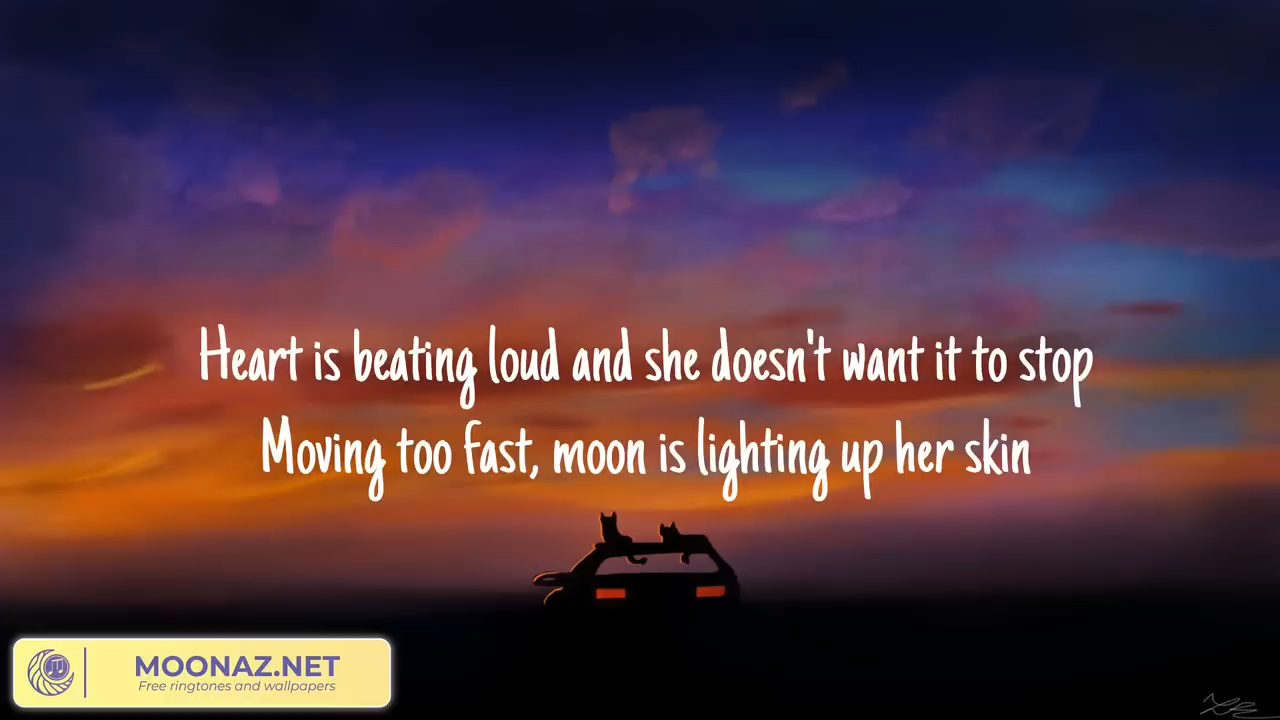 Heart is beating loud and she doesn't want it to stop
Moving too fast, moon is lighting up her skin
MOONAZ.NET
Free ringtones and wallpapers